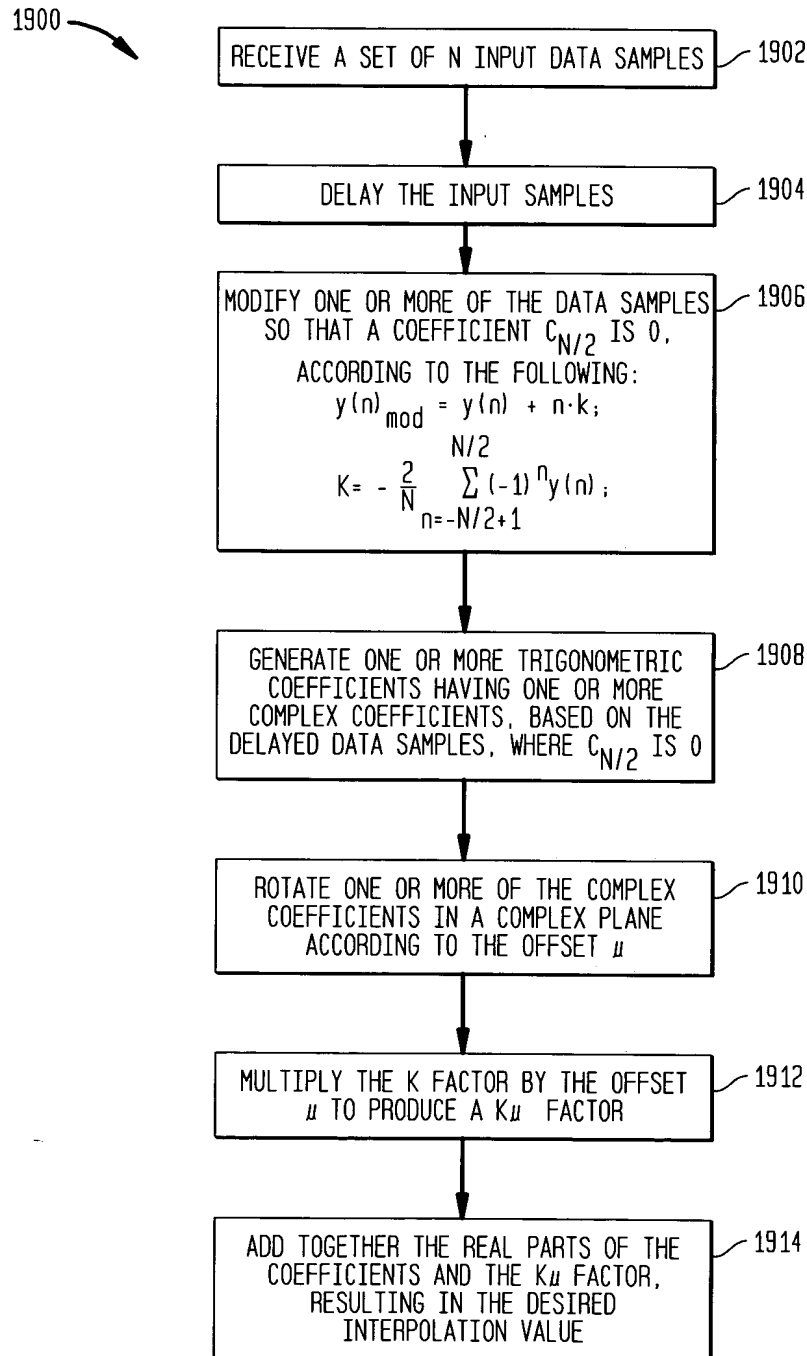 1900
RECEIVE A SET OF N INPUT DATA SAMPLES
1902
DELAY THE INPUT SAMPLES
1904
MODIFY ONE OR MORE OF THE DATA SAMPLES
SO THAT A COEFFICIENT C_{N/2} IS 0,
ACCORDING TO THE FOLLOWING:
y(n)_{mod} = y(n) + n·k;
N/2
K= - 2/N Σ (-1)^n y(n);
n=-N/2+1
1906
GENERATE ONE OR MORE TRIGONOMETRIC
COEFFICIENTS HAVING ONE OR MORE
COMPLEX COEFFICIENTS, BASED ON THE
DELAYED DATA SAMPLES, WHERE C_{N/2} IS 0
1908
ROTATE ONE OR MORE OF THE COMPLEX
COEFFICIENTS IN A COMPLEX PLANE
ACCORDING TO THE OFFSET μ
1910
MULTIPLY THE K FACTOR BY THE OFFSET
μ TO PRODUCE A Kμ FACTOR
1912
ADD TOGETHER THE REAL PARTS OF THE
COEFFICIENTS AND THE Kμ FACTOR,
RESULTING IN THE DESIRED
INTERPOLATION VALUE
1914